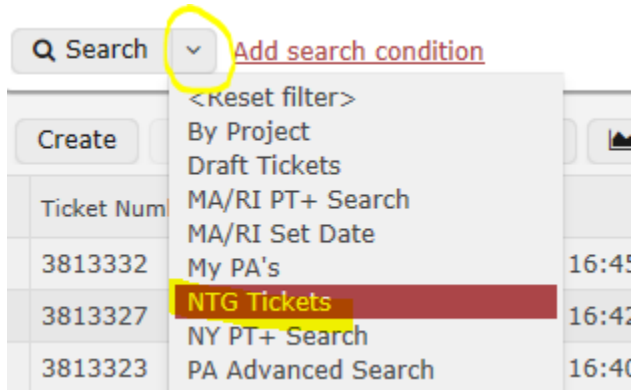 Search
Add search condition
<Reset filter>
Create
By Project
Draft Tickets
Ticket Num
MA/RI PT+ Search
MA/RI Set Date
3813332
My PA's
16:45
NTG Tickets
3813327
16:42
NY PT+ Search
3813323
PA Advanced Search
16:40